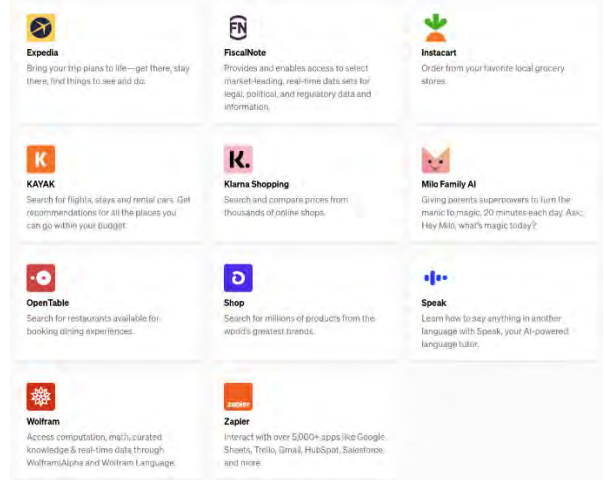 FN
Expedia
Bring your trip plans to life—get there, stay
there, find things to see and do.
FiscalNote
Provides and enables access to select
market-leading, real-time data sets for
legal, political, and regulatory data and
information.
Instacart
Order from your favorite local grocery
stores.
K
KAYAK
Search for flights, stays and rental cars. Get
recommendations for all the places you
can go within your budget.
K.
Klarna Shopping
Search and compare prices from
thousands of online shops.
Milo Family AI
Giving parents superpowers to turn the
manic to magic, 20 minutes each day. Ask:
Hey Milo, what's magic today?
OpenTable
Search for restaurants available for
booking dining experiences.
Shop
Search for millions of products from the
world's greatest brands.
Speak
Learn how to say anything in another
language with Speak, your AI-powered
language tutor.
Wolfram
Access computation, math, curated
knowledge & real-time data through
Wolfram|Alpha and Wolfram Language.
zapier
Zapier
Interact with over 5,000+ apps like Google
Sheets, Trello, Gmail, HubSpot, Salesforce,
and more.